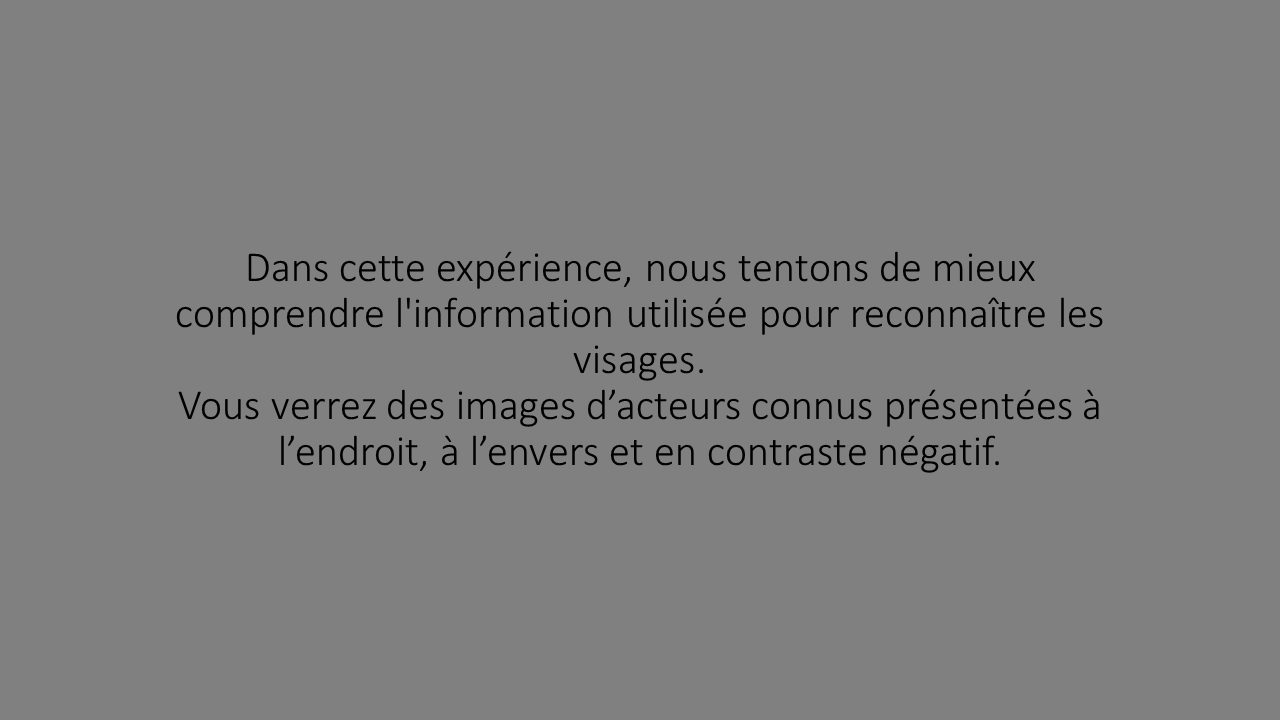 Dans cette expérience, nous tentons de mieux
comprendre l'information utilisée pour reconnaître les
visages.
Vous verrez des images d’acteurs connus présentées à
l’endroit, à l’envers et en contraste négatif.